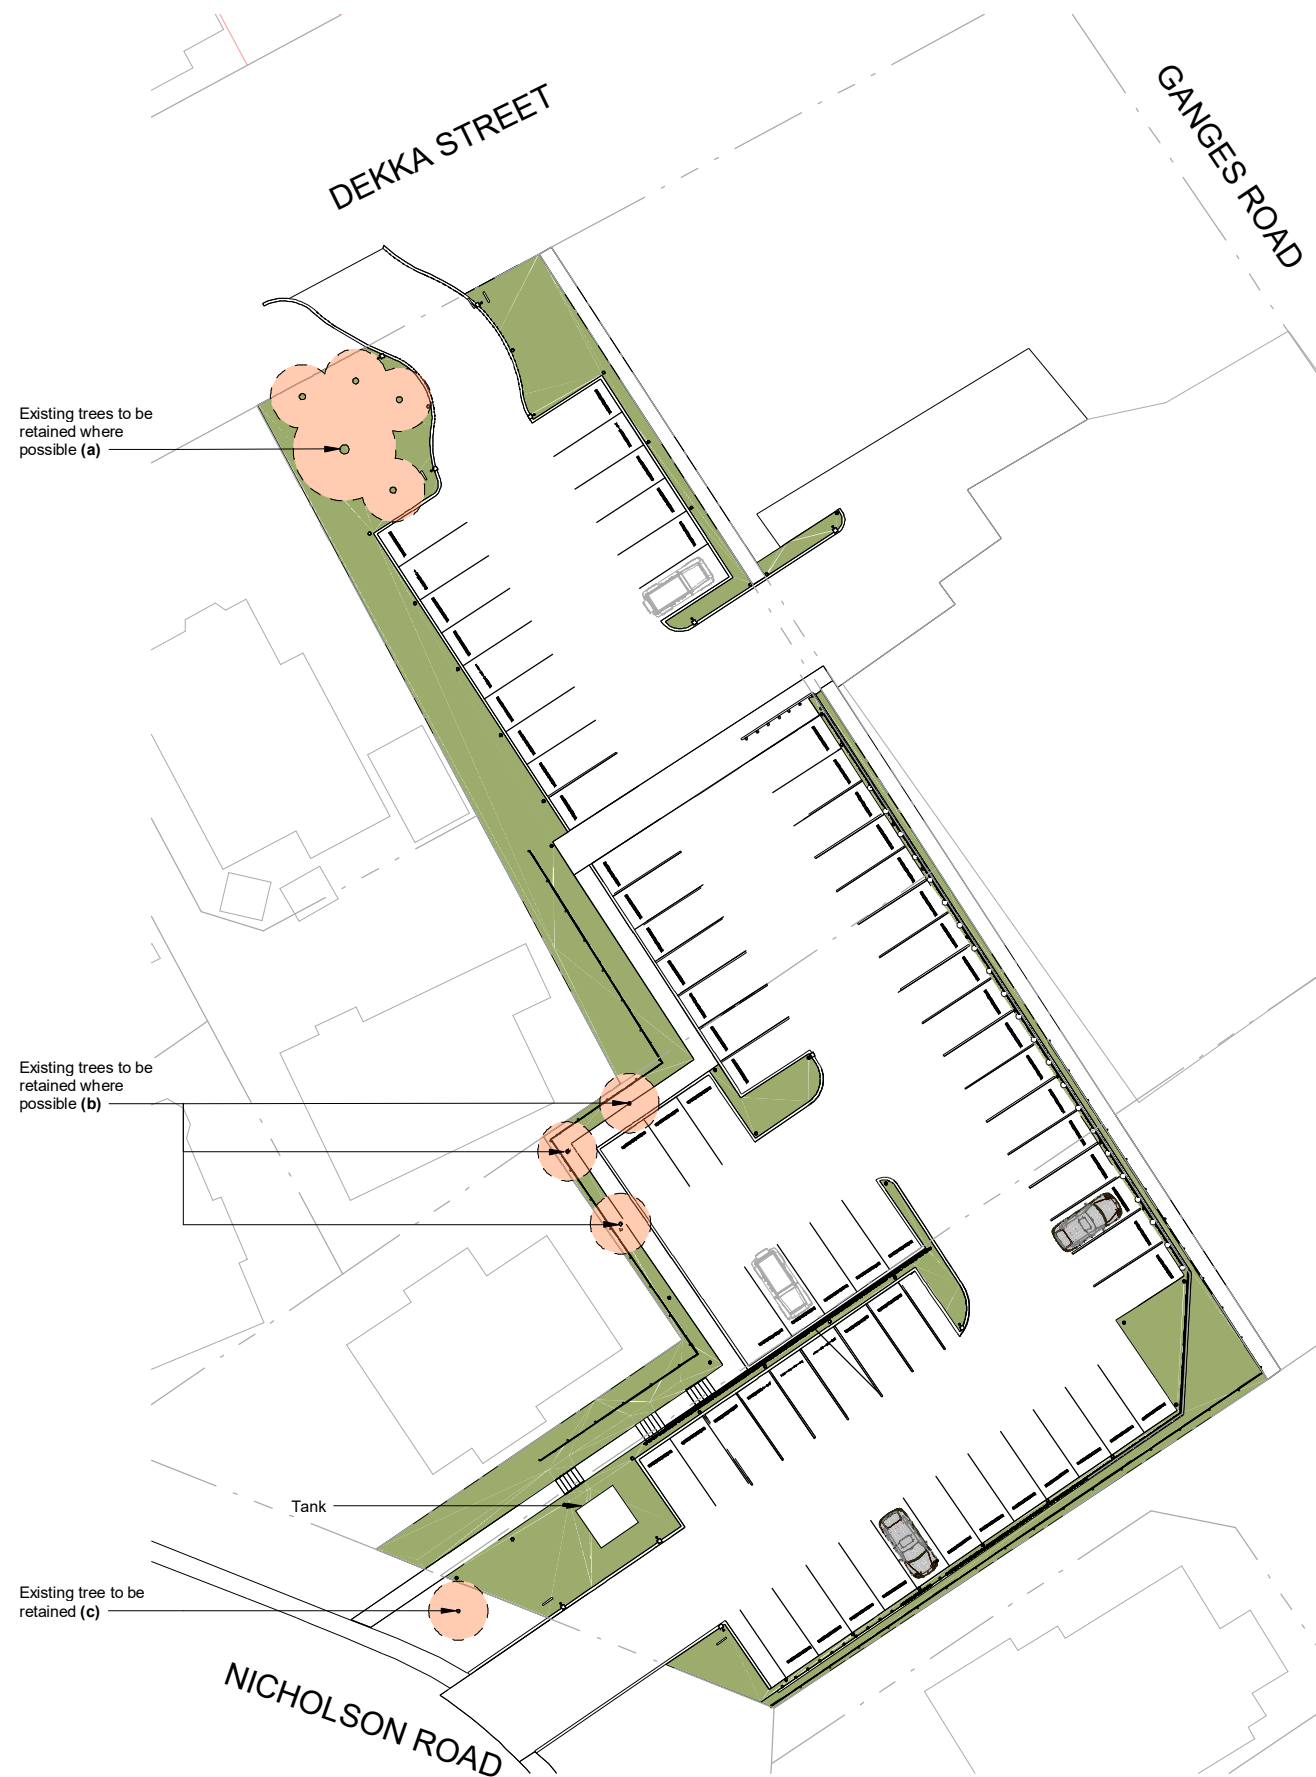 DEKKA STREET
GANGES ROAD
Existing trees to be
retained where
possible (a)
Existing trees to be
retained where
possible (b)
Tank
Existing tree to be
retained (c)
NICHOLSON ROAD